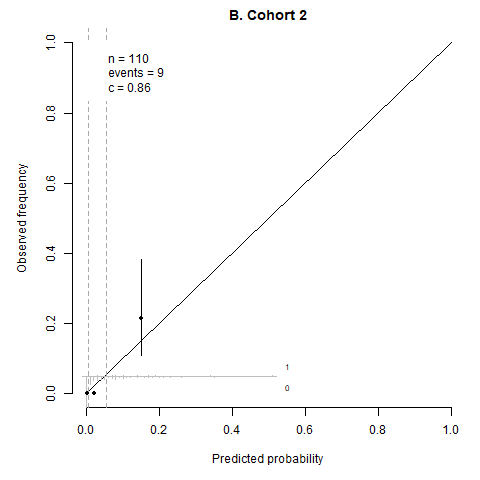 B. Cohort 2
n = 110
events = 9
c = 0.86
Observed frequency
1.0
0.8
0.6
0.4
0.2
0.0
1
0
0.0 0.2 0.4 0.6 0.8 1.0
Predicted probability